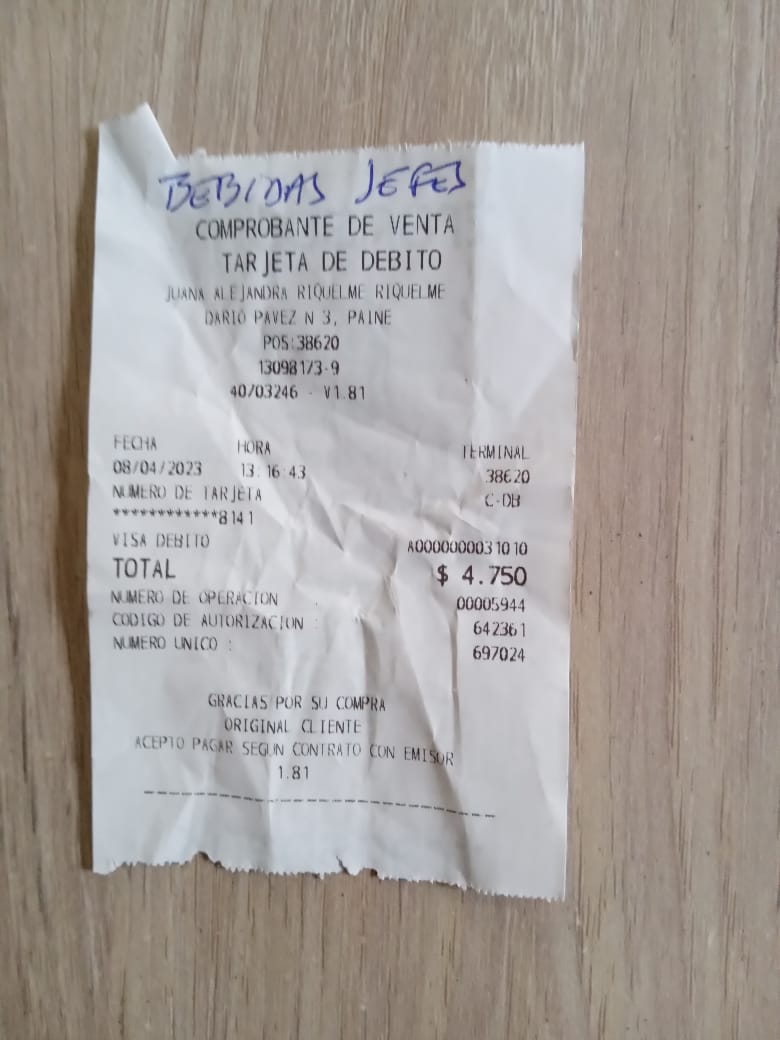 BEBIDAS JEFES
COMPROBANTE DE VENTA
TARJETA DE DEBITO
JUANA ALEJANDRA RIQUELME RIQUELME
DARIO PAVEZ N 3, PAINE
POS:38620
13098173-9
40703246 - V1.81
FECHA HORA TERMINAL
08/04/2023 13:16:43 38620
NUMERO DE TARJETA C-DB
************8141
VISA DEBITO A0000000031010
TOTAL $ 4.750
NUMERO DE OPERACION : 00005944
CODIGO DE AUTORIZACION : 642361
NUMERO UNICO : 697024
GRACIAS POR SU COMPRA
ORIGINAL CLIENTE
ACEPTO PAGAR SEGUN CONTRATO CON EMISOR
1.81